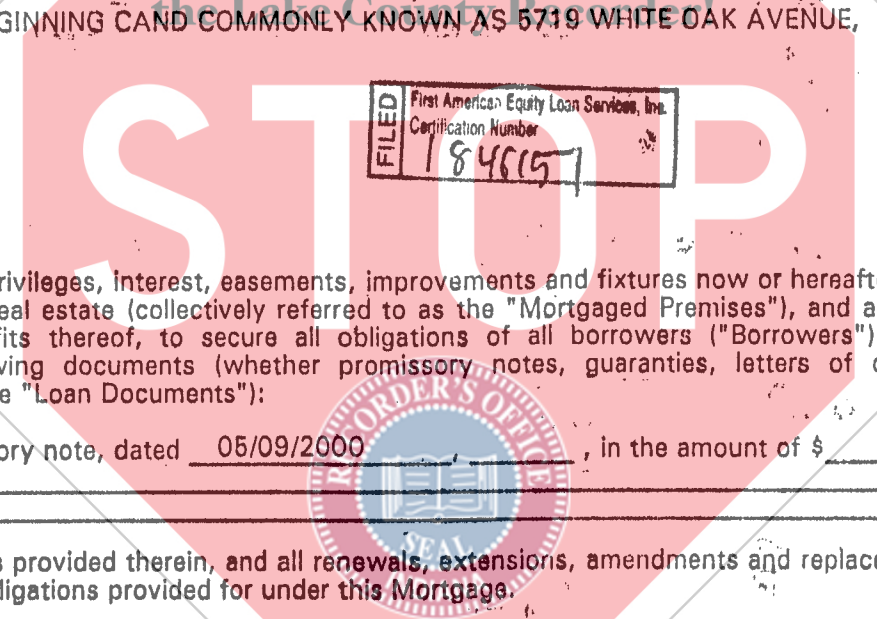 the Lake County Recorder!
GINNING CAND COMMONLY KNOWN AS 5719 WHITE OAK AVENUE,
STOP
FILED
First American Equity Loan Services, Inc.
Certification Number
rivileges, interest, easements, improvements and fixtures now or hereafte
eal estate (collectively referred to as the "Mortgaged Premises"), and a
fits thereof, to secure all obligations of all borrowers ("Borrowers")
ving documents (whether promissory notes, guaranties, letters of c
e "Loan Documents"):
RECORDER'S OFFICE
ory note, dated 05/09/2000 , in the amount of $
SEAL
s provided therein, and all renewals, extensions, amendments and replace
ligations provided for under this Mortgage.